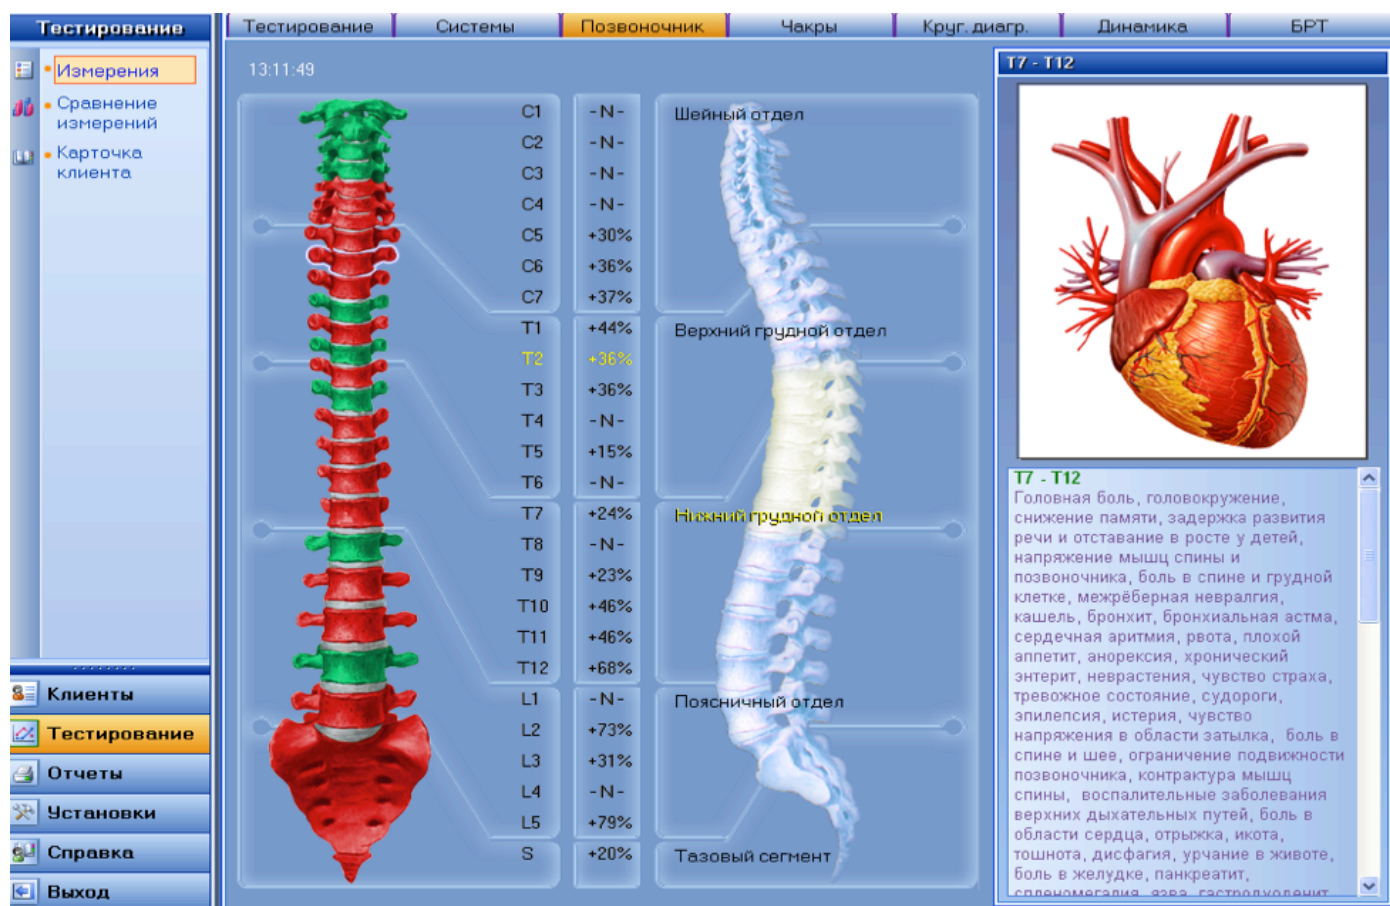 Тестирование
Измерения
Сравнение
измерений
Карточка
клиента
Клиенты
Тестирование
Отчеты
Установки
Справка
Выход
Тестирование
Системы
Позвоночник
Чакры
Круг. диагр.
Динамика
БРТ
13:11:49
C1 -N-
C2 -N-
C3 -N-
C4 -N-
C5 +30%
C6 +36%
C7 +37%
T1 +44%
T2 +36%
T3 +36%
T4 -N-
T5 +15%
T6 -N-
T7 +24%
T8 -N-
T9 +23%
T10 +46%
T11 +46%
T12 +68%
L1 -N-
L2 +73%
L3 +31%
L4 -N-
L5 +79%
S +20%
Шейный отдел
Верхний грудной отдел
Нижний грудной отдел
Поясничный отдел
Тазовый сегмент
T7 - T12
T7 - T12
Головная боль, головокружение,
снижение памяти, задержка развития
речи и отставание в росте у детей,
напряжение мышц спины и
позвоночника, боль в спине и грудной
клетке, межрёберная невралгия,
кашель, бронхит, бронхиальная астма,
сердечная аритмия, рвота, плохой
аппетит, анорексия, хронический
энтерит, неврастения, чувство страха,
тревожное состояние, судороги,
эпилепсия, истерия, чувство
напряжения в области затылка, боль в
спине и шее, ограничение подвижности
позвоночника, контрактура мышц
спины, воспалительные заболевания
верхних дыхательных путей, боль в
области сердца, отрыжка, икота,
тошнота, дисфагия, урчание в животе,
боль в желудке, панкреатит,
спленомегалия, язва, гастродуоденит